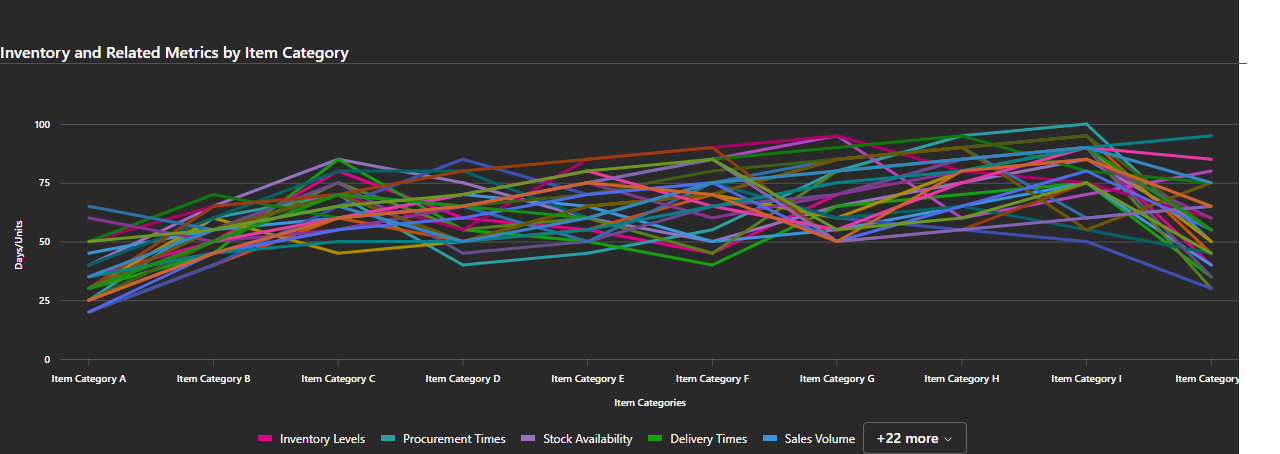 Inventory and Related Metrics by Item Category
100
75
50
25
0
Days/Units
Item Category A Item Category B Item Category C Item Category D Item Category E Item Category F Item Category G Item Category H Item Category I Item Category
Item Categories
Inventory Levels Procurement Times Stock Availability Delivery Times Sales Volume +22 more